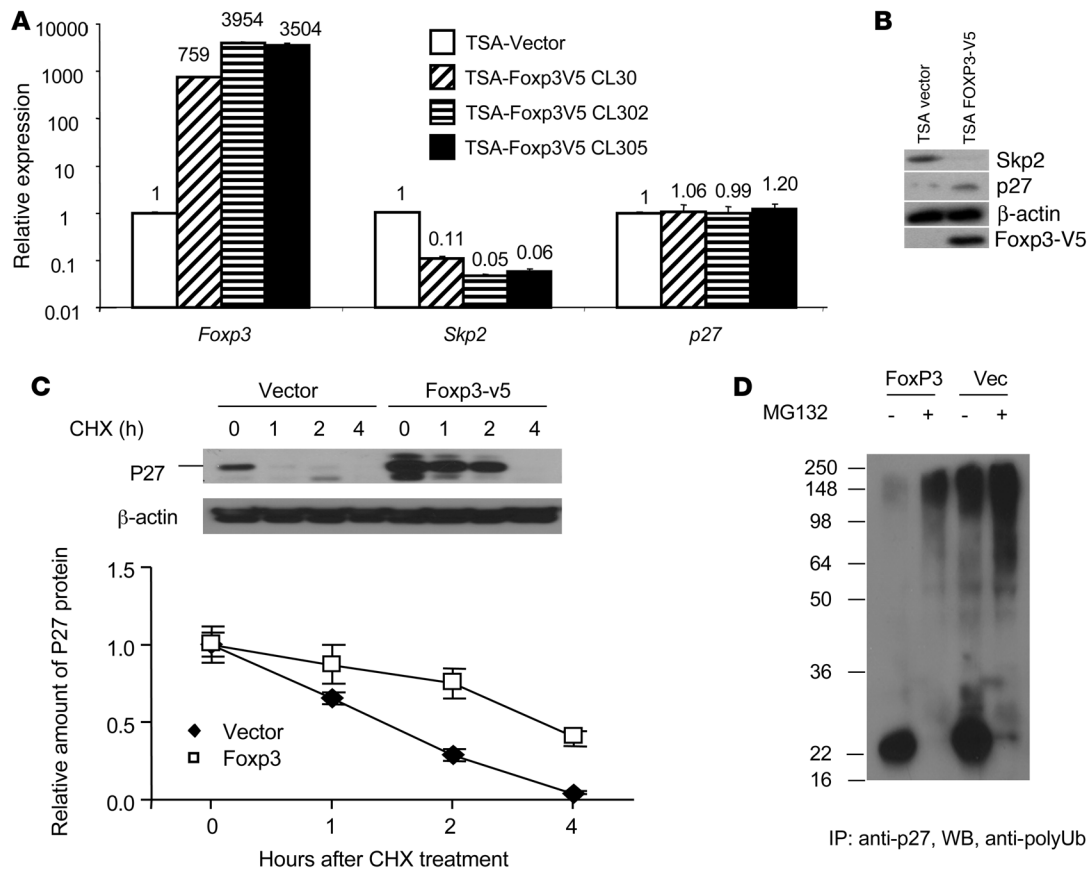 A
10000
1000
100
10
1
0.1
0.01
Relative expression
759
3954
3504
1
1
0.11
0.05
0.06
1
1.06
0.99
1.20
TSA-Vector
TSA-Foxp3V5 CL30
TSA-Foxp3V5 CL302
TSA-Foxp3V5 CL305
Foxp3
Skp2
p27
B
TSA vector
TSA FOXP3-V5
Skp2
p27
β-actin
Foxp3-V5
C
Vector
Foxp3-v5
CHX (h)
0 1 2 4 0 1 2 4
P27
β-actin
Relative amount of P27 protein
1.5
1.0
0.5
0.0
Vector
Foxp3
0 1 2 4
Hours after CHX treatment
D
FoxP3 Vec
MG132 - + - +
250
148
98
64
50
36
22
16
IP: anti-p27, WB, anti-polyUb